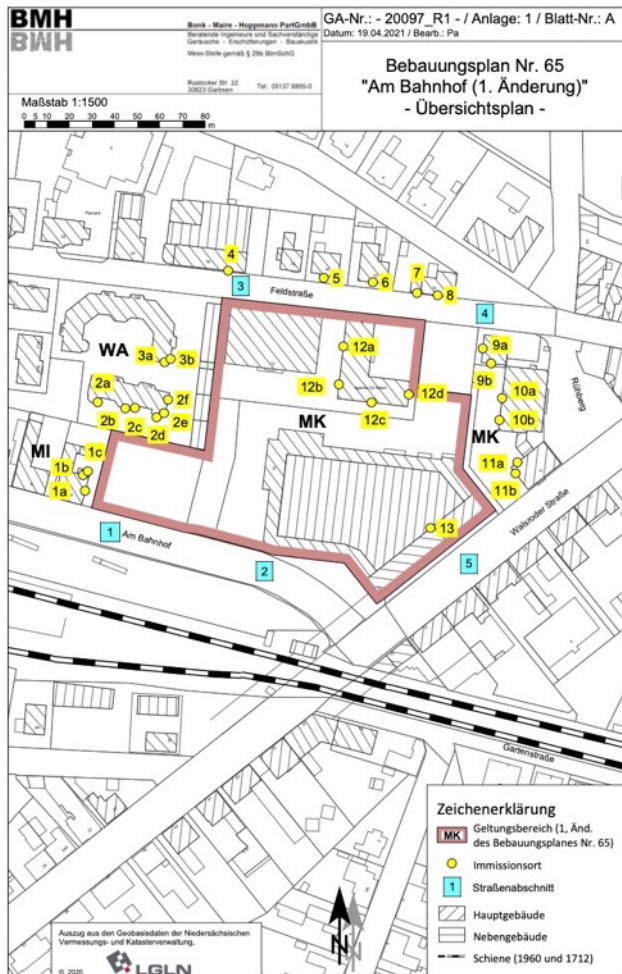 BMH
BMH
Bonk - Maire - Hoppmann PartGmbB
Beratende Ingenieure und Sachverständige
Geräusche - Erschütterungen - Bauakustik
Mess-Stelle gemäß § 29b BImSchG
Rostocker Str. 22
30823 Garbsen
Tel.: 05137 8895-0
GA-Nr.: - 20097_R1 - / Anlage: 1 / Blatt-Nr.: A
Datum: 19.04.2021 / Bearb.: Pa
Bebauungsplan Nr. 65
"Am Bahnhof (1. Änderung)"
- Übersichtsplan -
Maßstab 1:1500
0 5 10 20 30 40 50 60 70 80
m
4
3
5
6
7
8
Feldstraße
4
WA
3a
3b
12a
9a
9b
2a
2f
12b
12d
10a
Rühberg
2b
2c
2d
2e
12c
10b
MK
MK
MI
1c
1b
1a
11a
11b
1
Am Bahnhof
13
Walsroder Straße
2
5
Gartenstraße
Zeichenerklärung
MK
Geltungsbereich (1, Änd.
des Bebauungsplanes Nr. 65)
Immissionsort
1
Straßenabschnitt
Hauptgebäude
Nebengebäude
Schiene (1960 und 1712)
Auszug aus den Geobasisdaten der Niedersächsischen
Vermessungs- und Katasterverwaltung,
© 2020
LGLN
N